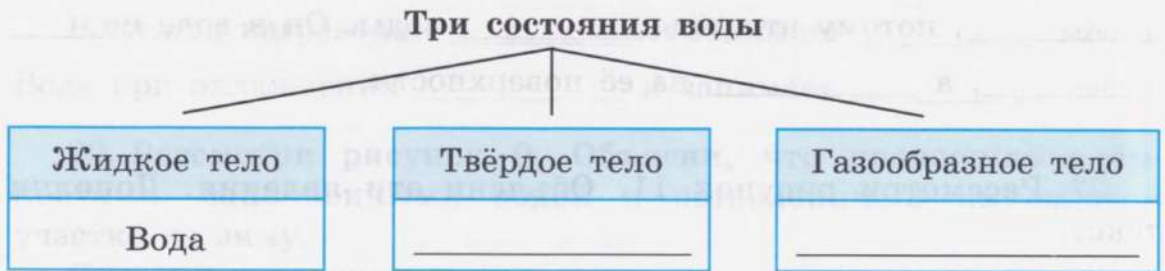 Три состояния воды
Жидкое тело
Твёрдое тело
Газообразное тело
Вода